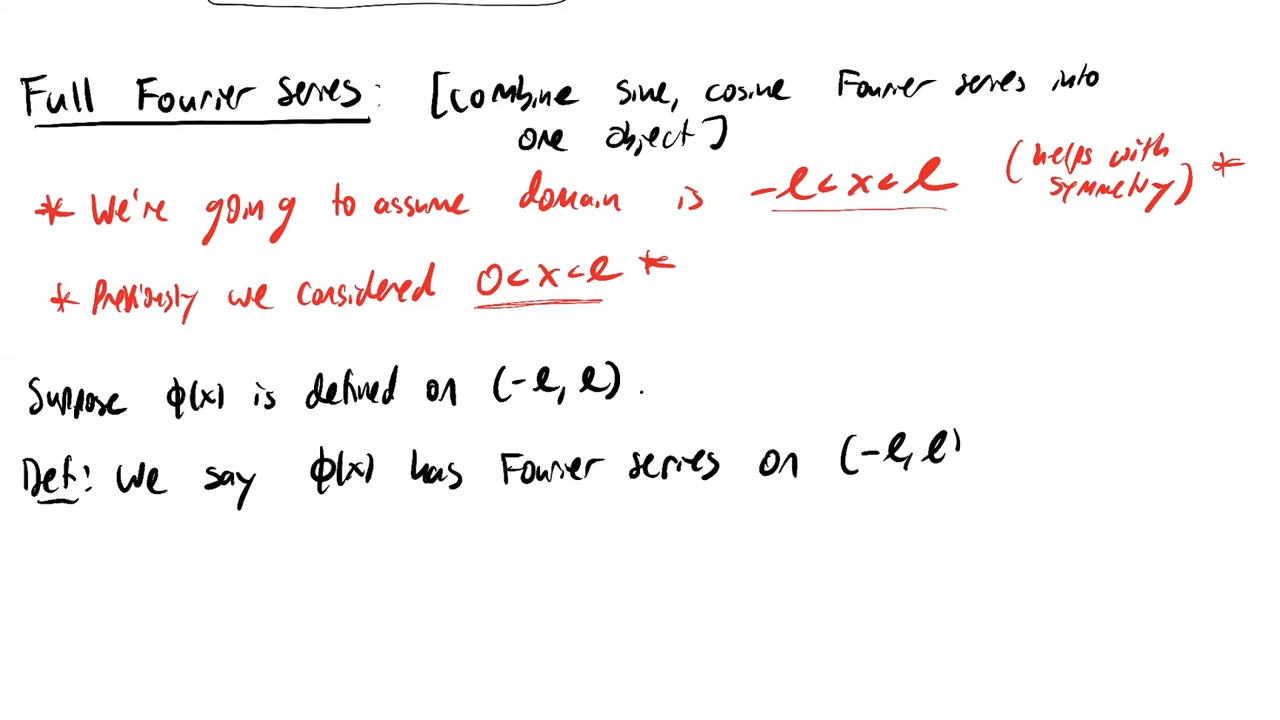 Full Fourier series: [combine sine, cosine Fourier series into
one object]
* We're going to assume domain is -l < x < l (helps with
symmetry) *
* Previously we considered 0 < x < l *
Suppose ϕ(x) is defined on (-l, l).
Def: We say ϕ(x) has Fourier series on (-l, l)